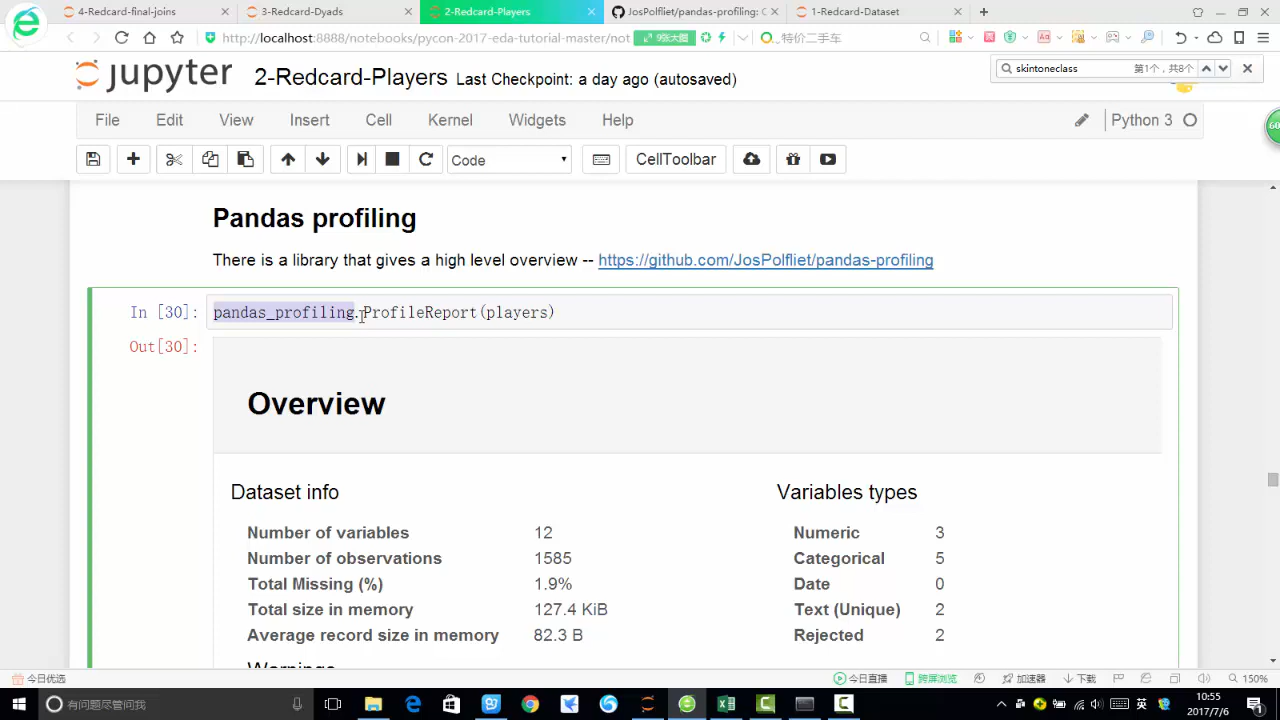 4-Redcard-final-joins
3-Redcard-Dyads
2-Redcard-Players
JosPolfliet/pandas-profiling: C
1-Redcard-Dataset
http://localhost:8888/notebooks/pycon-2017-eda-tutorial-master/not
9张大图
特价二手车
jupyter
2-Redcard-Players Last Checkpoint: a day ago (autosaved)
skintoneclass
第1个，共8个
File Edit View Insert Cell Kernel Widgets Help
Python 3
60
Code
CellToolbar
Pandas profiling
There is a library that gives a high level overview -- https://github.com/JosPolfliet/pandas-profiling
In [30]: pandas_profiling.ProfileReport(players)
Out[30]:
Overview
Dataset info
Number of variables 12
Number of observations 1585
Total Missing (%) 1.9%
Total size in memory 127.4 KiB
Average record size in memory 82.3 B
Variables types
Numeric 3
Categorical 5
Date 0
Text (Unique) 2
Rejected 2
Warnings
今日优选
今日直播
跨屏浏览
加速器
下载
150%
有问题尽管问我
英
10:55
2017/7/6